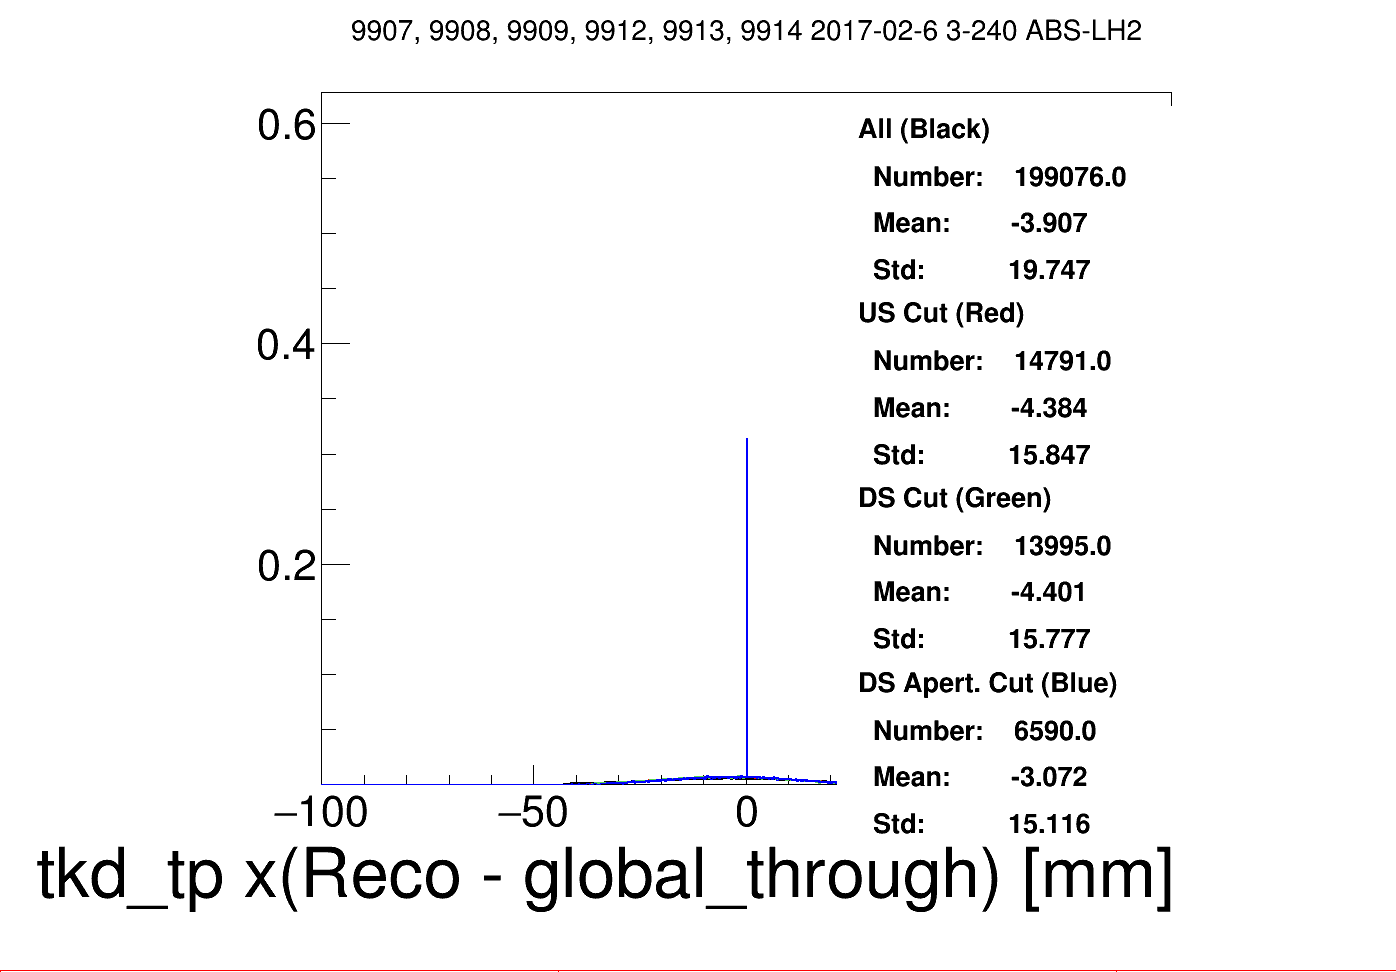 9907, 9908, 9909, 9912, 9913, 9914 2017-02-6 3-240 ABS-LH2
0.6
0.4
0.2
All (Black)
Number: 199076.0
Mean: -3.907
Std: 19.747
US Cut (Red)
Number: 14791.0
Mean: -4.384
Std: 15.847
DS Cut (Green)
Number: 13995.0
Mean: -4.401
Std: 15.777
DS Apert. Cut (Blue)
Number: 6590.0
Mean: -3.072
Std: 15.116
−100 −50 0
tkd_tp x(Reco - global_through) [mm]